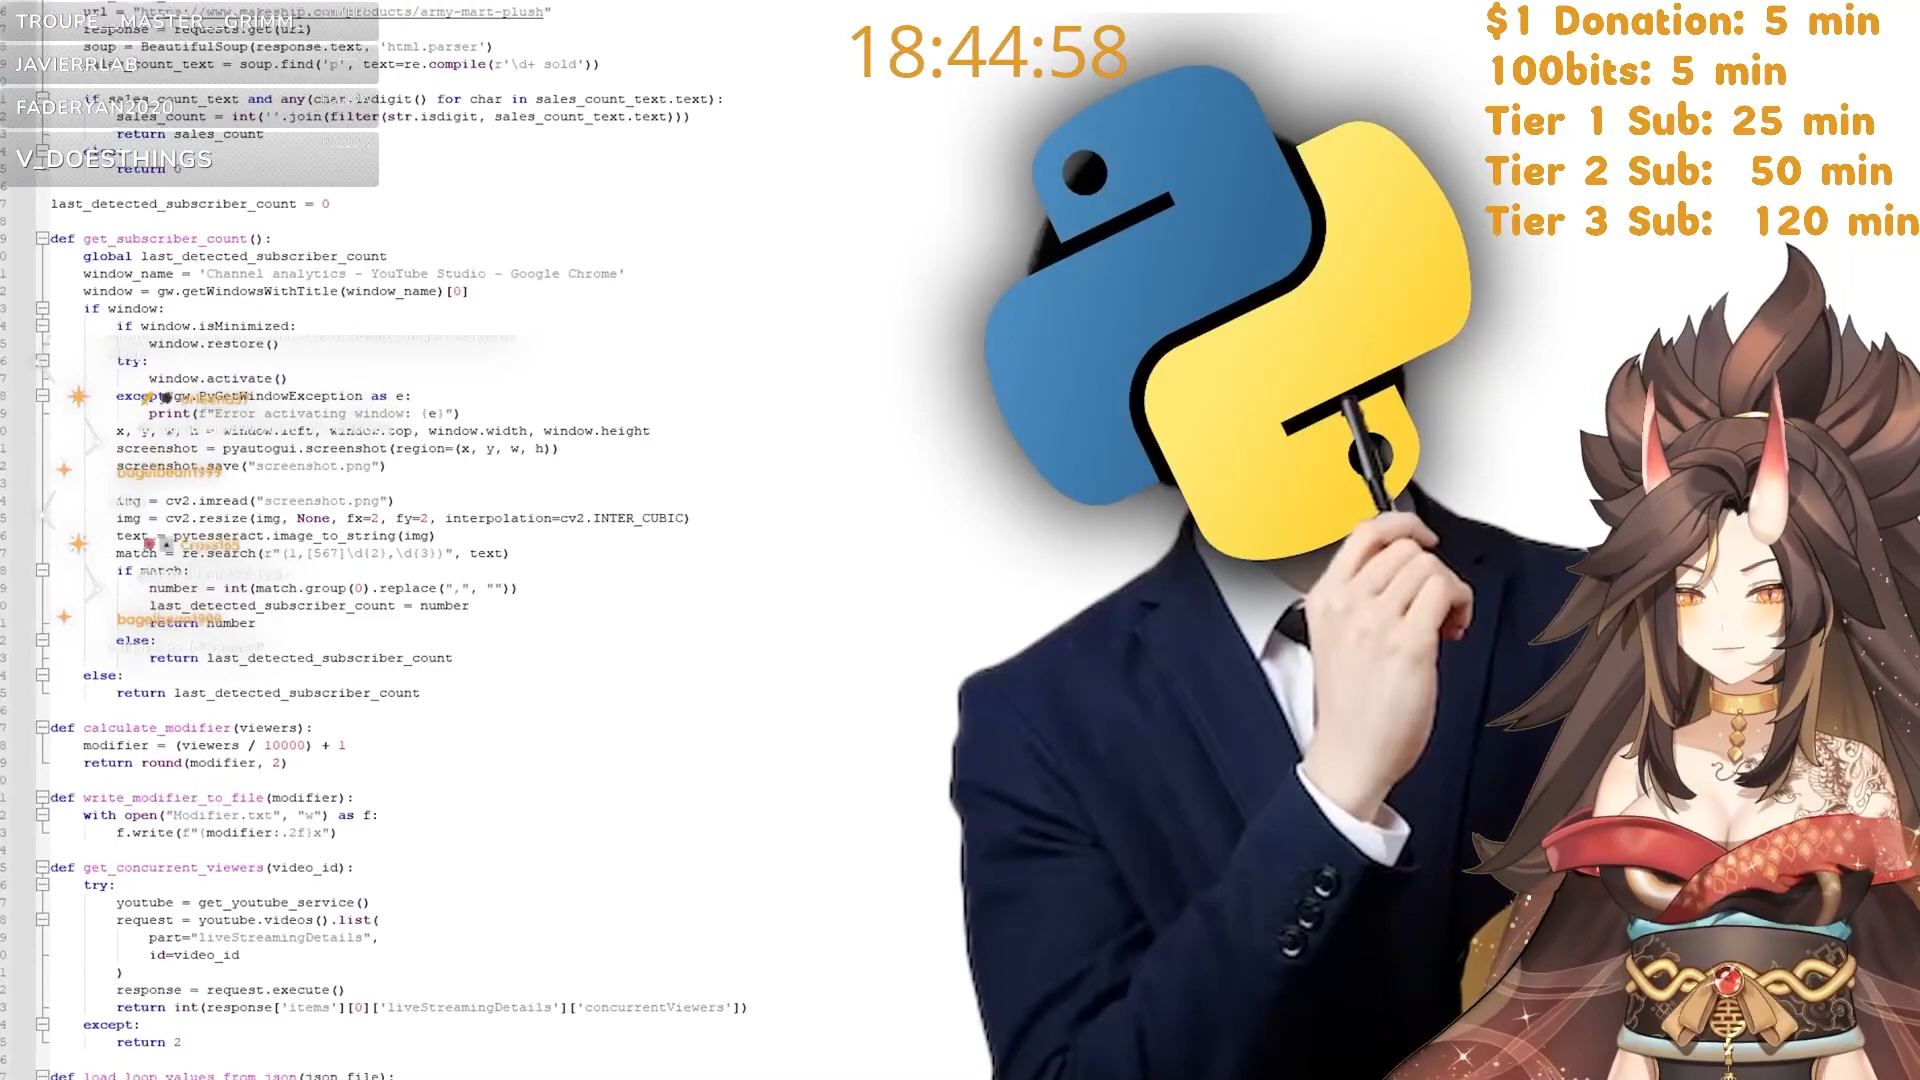 url = "https://www.makeship.com/products/army-mart-plush"
TROUPE__MASTER__GRIMM_
response = requests.get(url)
soup = BeautifulSoup(response.text, 'html.parser')
JAVIERRLAB
_count_text = soup.find('p', text=re.compile(r'\d+ sold'))
if sales_count_text and any(char.isdigit() for char in sales_count_text.text):
FADERYAN2020
sales_count = int(''.join(filter(str.isdigit, sales_count_text.text)))
return sales_count
V_DOESTHINGS
FOLLOW
return 0
last_detected_subscriber_count = 0
def get_subscriber_count():
global last_detected_subscriber_count
window_name = 'Channel analytics - YouTube Studio - Google Chrome'
window = gw.getWindowsWithTitle(window_name)[0]
if window:
if window.isMinimized:
window.restore()
try:
window.activate()
except gw.PyGetWindowException as e:
print(f"Error activating window: {e}")
x, y, w, h = window.left, window.top, window.width, window.height
screenshot = pyautogui.screenshot(region=(x, y, w, h))
screenshot.save("screenshot.png")
bagelbean1999
img = cv2.imread("screenshot.png")
img = cv2.resize(img, None, fx=2, fy=2, interpolation=cv2.INTER_CUBIC)
text = pytesseract.image_to_string(img)
Cross165
match = re.search(r"(1,[567]\d{2},\d{3})", text)
if match:
number = int(match.group(0).replace(",", ""))
last_detected_subscriber_count = number
return number
bagelbean1999
else:
return last_detected_subscriber_count
else:
return last_detected_subscriber_count
def calculate_modifier(viewers):
modifier = (viewers / 10000) + 1
return round(modifier, 2)
def write_modifier_to_file(modifier):
with open("Modifier.txt", "w") as f:
f.write(f"{modifier:.2f}x")
def get_concurrent_viewers(video_id):
try:
youtube = get_youtube_service()
request = youtube.videos().list(
part="liveStreamingDetails",
id=video_id
)
response = request.execute()
return int(response['items'][0]['liveStreamingDetails']['concurrentViewers'])
except:
return 2
def load_loop_values_from_json(json_file):
18:44:58
$1 Donation: 5 min
100bits: 5 min
Tier 1 Sub: 25 min
Tier 2 Sub: 50 min
Tier 3 Sub: 120 min